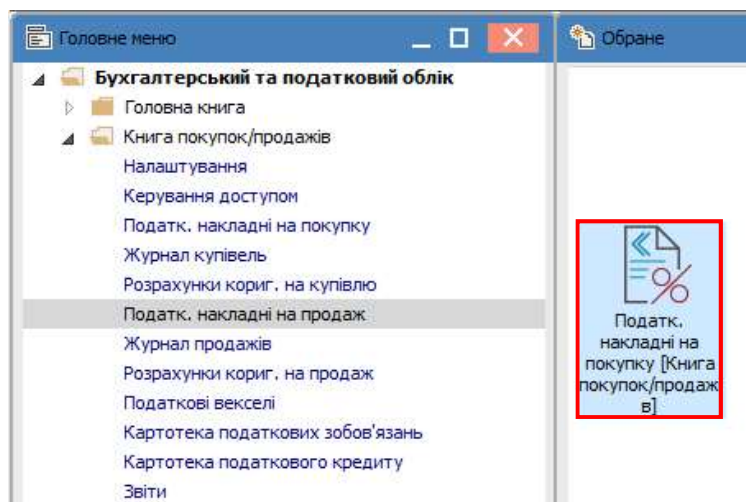 Головне меню
Бухгалтерський та податковий облік
Головна книга
Книга покупок/продажів
Налаштування
Керування доступом
Податк. накладні на покупку
Журнал купівель
Розрахунки кориг. на купівлю
Податк. накладні на продаж
Журнал продажів
Розрахунки кориг. на продаж
Податкові векселі
Картотека податкових зобов'язань
Картотека податкового кредиту
Звіти
Обране
Податк.
накладні на
покупку [Книга
покупок/продаж
в]